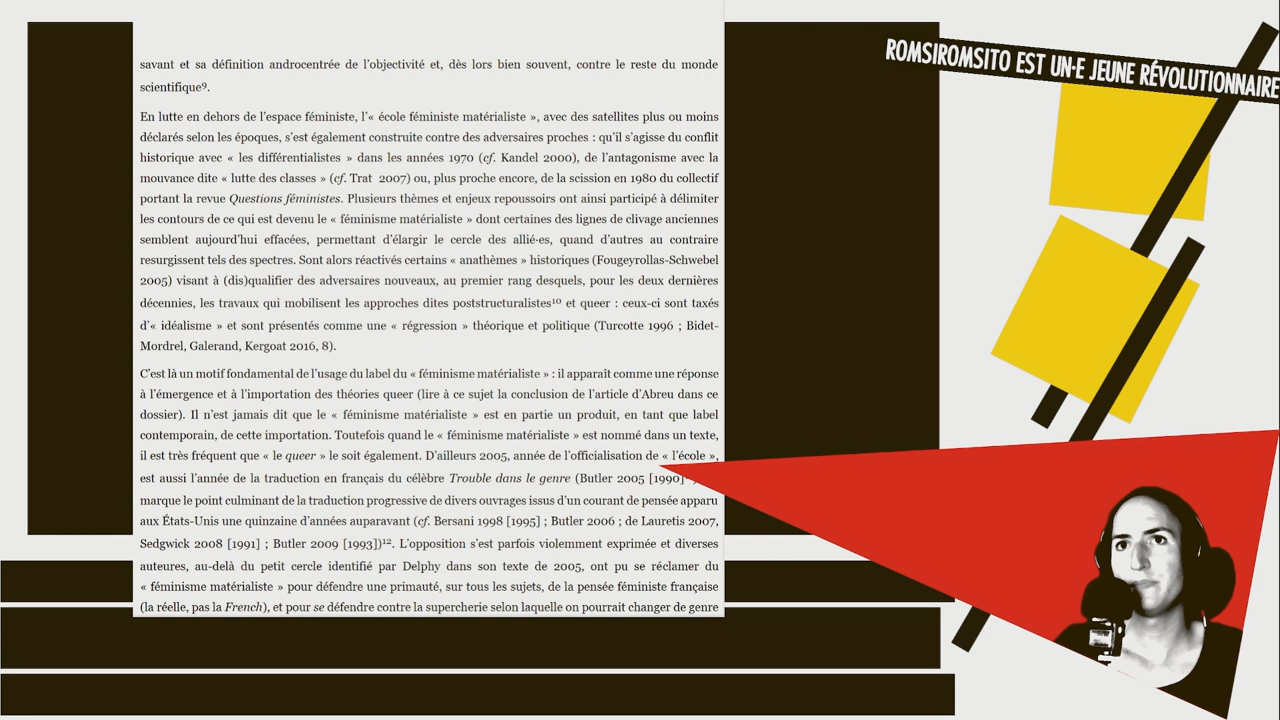 ROMSIROMSITO EST UN·E JEUNE RÉVOLUTIONNAIRE
savant et sa définition androcentrée de l'objectivité et, dès lors bien souvent, contre le reste du monde
scientifique⁹.
En lutte en dehors de l'espace féministe, l'« école féministe matérialiste », avec des satellites plus ou moins
déclarés selon les époques, s'est également construite contre des adversaires proches : qu'il s'agisse du conflit
historique avec « les différentialistes » dans les années 1970 (cf. Kandel 2000), de l'antagonisme avec la
mouvance dite « lutte des classes » (cf. Trat 2007) ou, plus proche encore, de la scission en 1980 du collectif
portant la revue Questions féministes. Plusieurs thèmes et enjeux repoussoirs ont ainsi participé à délimiter
les contours de ce qui est devenu le « féminisme matérialiste » dont certaines des lignes de clivage anciennes
semblent aujourd'hui effacées, permettant d'élargir le cercle des allié·es, quand d'autres au contraire
resurgissent tels des spectres. Sont alors réactivés certains « anathèmes » historiques (Fougeyrollas-Schwebel
2005) visant à (dis)qualifier des adversaires nouveaux, au premier rang desquels, pour les deux dernières
décennies, les travaux qui mobilisent les approches dites poststructuralistes¹⁰ et queer : ceux-ci sont taxés
d'« idéalisme » et sont présentés comme une « régression » théorique et politique (Turcotte 1996 ; Bidet-
Mordrel, Galerand, Kergoat 2016, 8).
C'est là un motif fondamental de l'usage du label du « féminisme matérialiste » : il apparaît comme une réponse
à l'émergence et à l'importation des théories queer (lire à ce sujet la conclusion de l'article d'Abreu dans ce
dossier). Il n'est jamais dit que le « féminisme matérialiste » est en partie un produit, en tant que label
contemporain, de cette importation. Toutefois quand le « féminisme matérialiste » est nommé dans un texte,
il est très fréquent que « le queer » le soit également. D'ailleurs 2005, année de l'officialisation de « l'école »,
est aussi l'année de la traduction en français du célèbre Trouble dans le genre (Butler 2005 [1990]
marque le point culminant de la traduction progressive de divers ouvrages issus d'un courant de pensée apparu
aux États-Unis une quinzaine d'années auparavant (cf. Bersani 1998 [1995] ; Butler 2006 ; de Lauretis 2007,
Sedgwick 2008 [1991] ; Butler 2009 [1993])¹². L'opposition s'est parfois violemment exprimée et diverses
auteures, au-delà du petit cercle identifié par Delphy dans son texte de 2005, ont pu se réclamer du
« féminisme matérialiste » pour défendre une primauté, sur tous les sujets, de la pensée féministe française
(la réelle, pas la French), et pour se défendre contre la supercherie selon laquelle on pourrait changer de genre